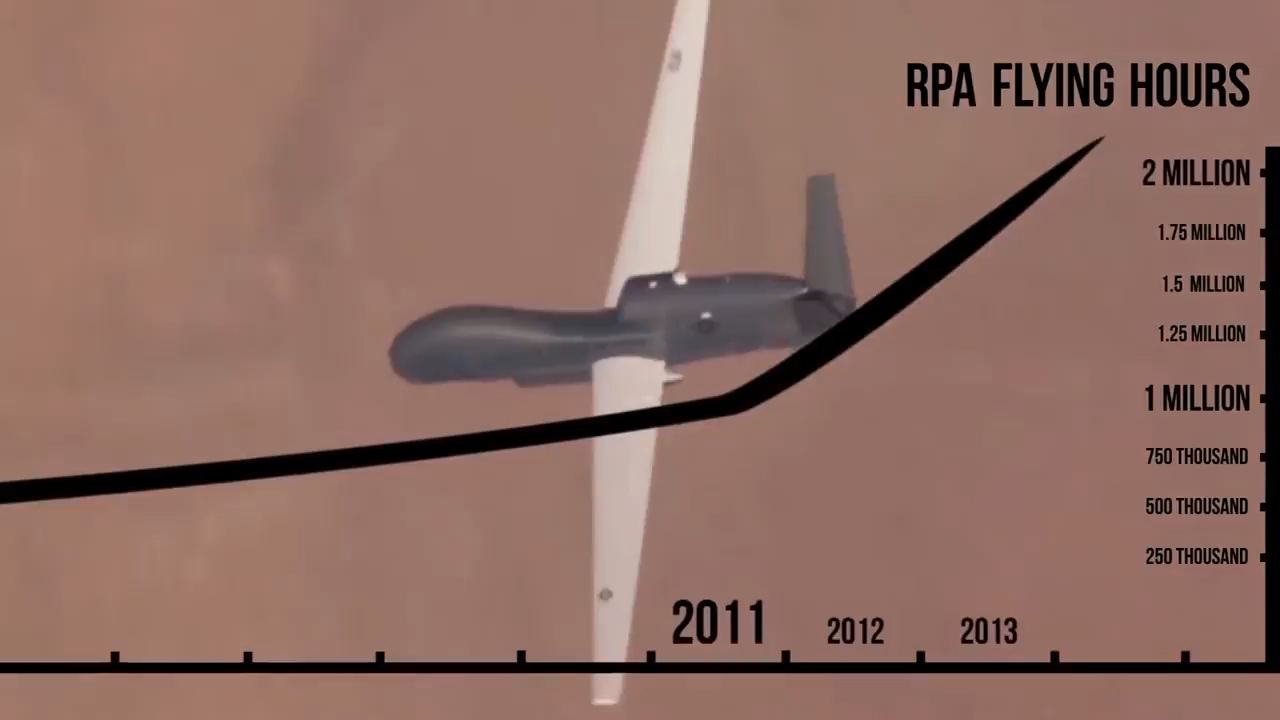 RPA FLYING HOURS
2 MILLION
1.75 MILLION
1.5 MILLION
1.25 MILLION
1 MILLION
750 THOUSAND
500 THOUSAND
250 THOUSAND
2011 2012 2013